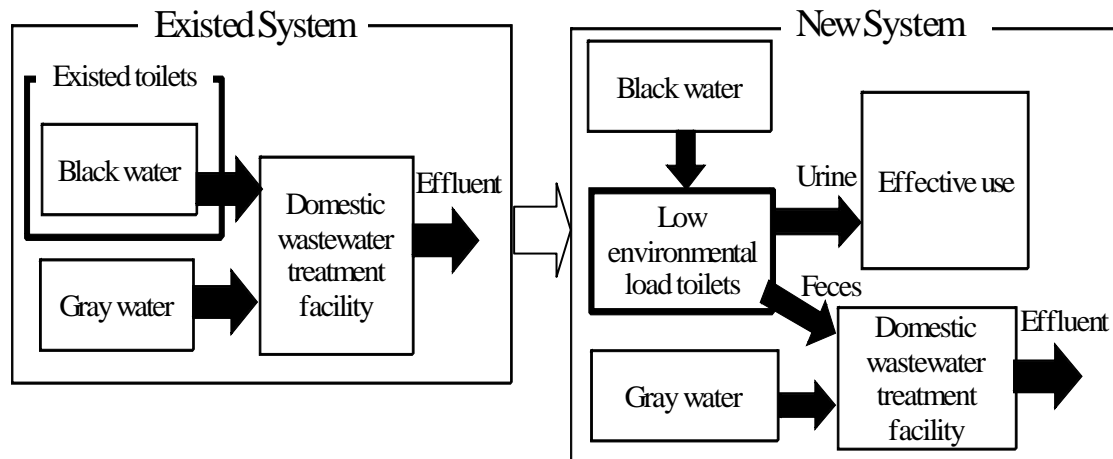 Existed System
Existed toilets
Black water
Gray water
Domestic
wastewater
treatment
facility
Effluent
New System
Black water
Low
environmental
load toilets
Urine
Effective use
Feces
Gray water
Domestic
wastewater
treatment
facility
Effluent